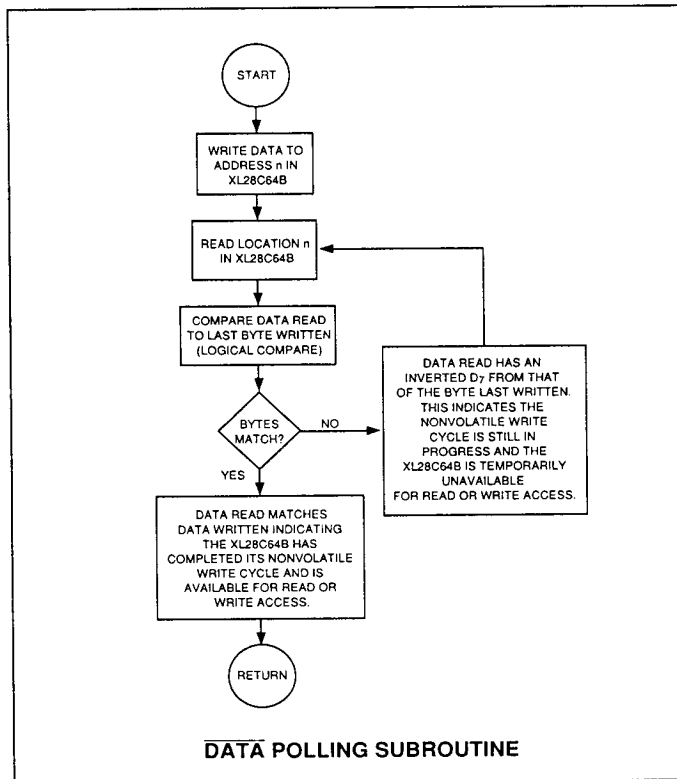 START
WRITE DATA TO
ADDRESS n IN
XL28C64B
READ LOCATION n
IN XL28C64B
COMPARE DATA READ
TO LAST BYTE WRITTEN
(LOGICAL COMPARE)
BYTES
MATCH?
NO
DATA READ HAS AN
INVERTED D7 FROM THAT
OF THE BYTE LAST WRITTEN.
THIS INDICATES THE
NONVOLATILE WRITE
CYCLE IS STILL IN
PROGRESS AND THE
XL28C64B IS TEMPORARILY
UNAVAILABLE
FOR READ OR WRITE ACCESS.
YES
DATA READ MATCHES
DATA WRITTEN INDICATING
THE XL28C64B HAS
COMPLETED ITS NONVOLATILE
WRITE CYCLE AND IS
AVAILABLE FOR READ OR
WRITE ACCESS.
RETURN
DATA POLLING SUBROUTINE